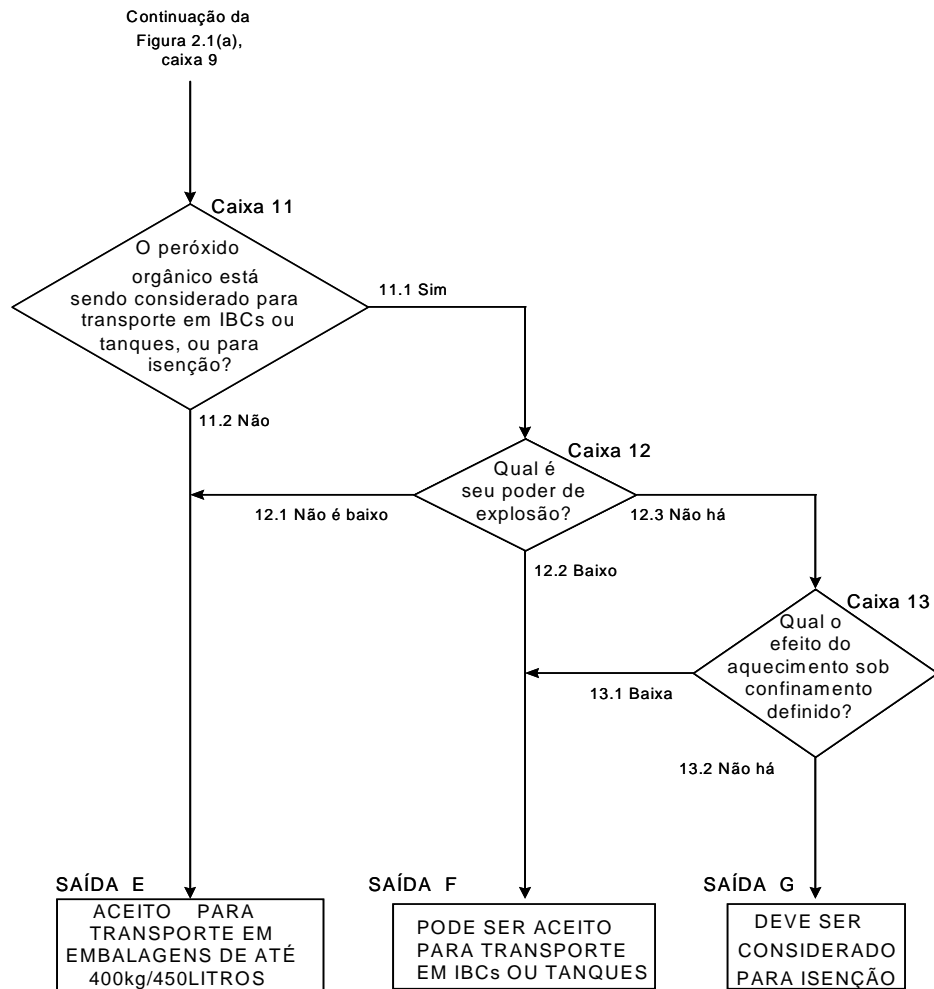 Continuação da
Figura 2.1(a),
caixa 9
Caixa 11
O peróxido
orgânico está
sendo considerado para
transporte em IBCs ou
tanques, ou para
isenção?
11.1 Sim
11.2 Não
Caixa 12
Qual é
seu poder de
explosão?
12.1 Não é baixo
12.3 Não há
12.2 Baixo
Caixa 13
Qual o
efeito do
aquecimento sob
confinamento
definido?
13.1 Baixa
13.2 Não há
SAÍDA E
ACEITO PARA
TRANSPORTE EM
EMBALAGENS DE ATÉ
400kg/450LITROS
SAÍDA F
PODE SER ACEITO
PARA TRANSPORTE
EM IBCs OU TANQUES
SAÍDA G
DEVE SER
CONSIDERADO
PARA ISENÇÃO